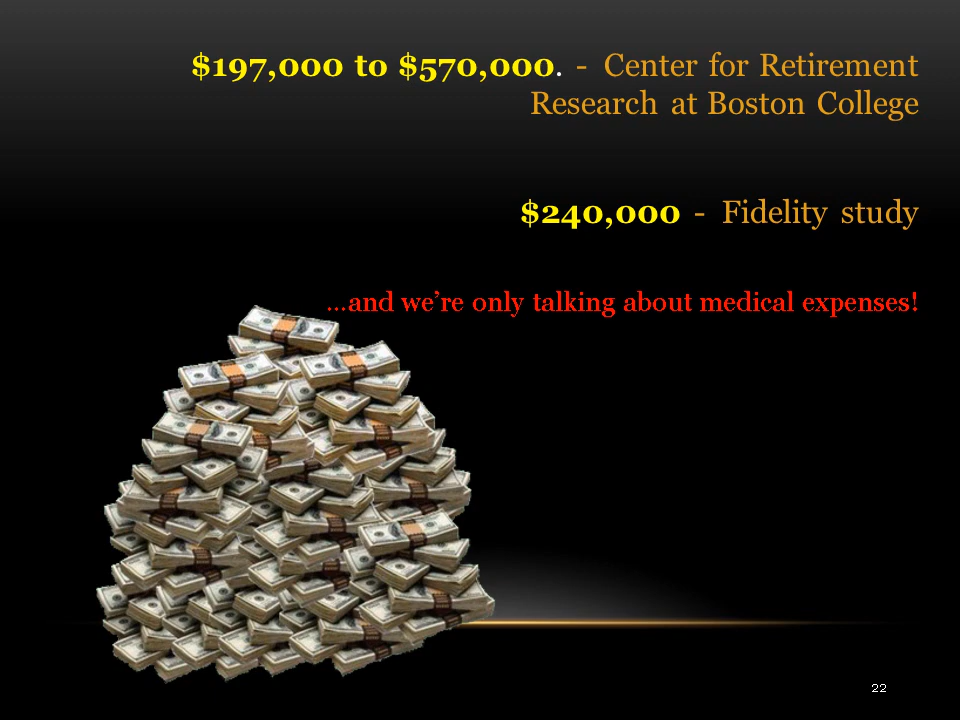 $197,000 to $570,000. - Center for Retirement
Research at Boston College
$240,000 - Fidelity study
...and we’re only talking about medical expenses!
22